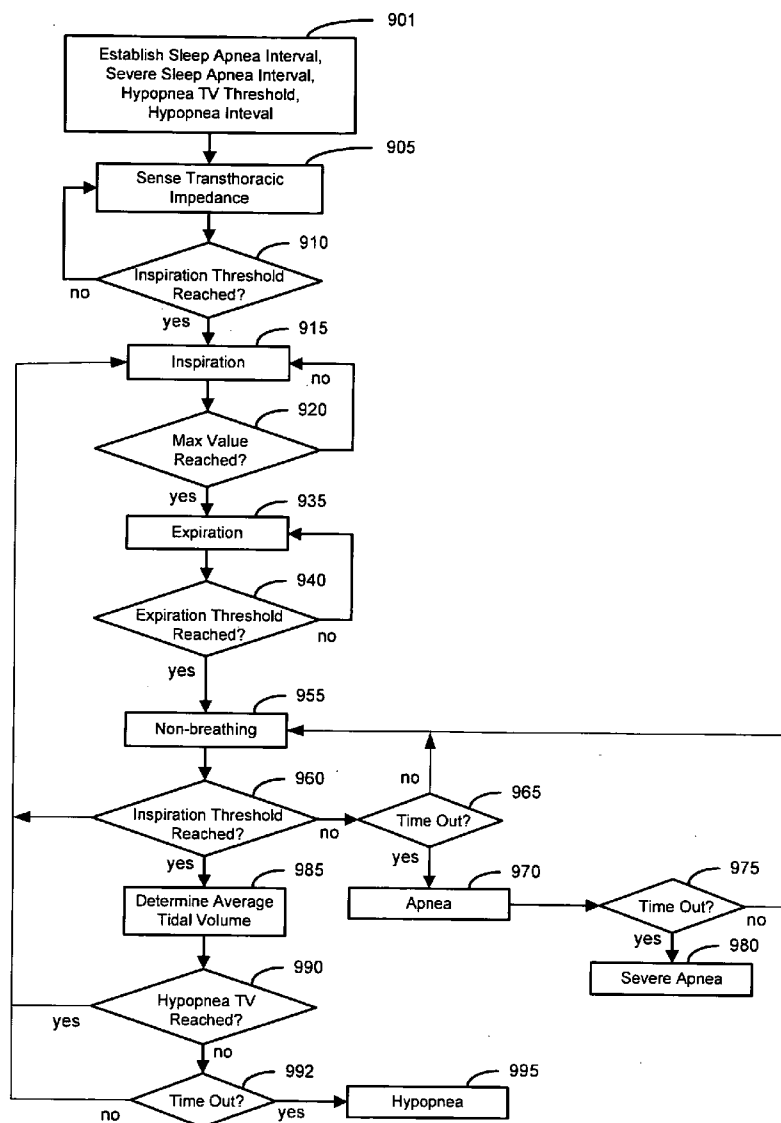 901
Establish Sleep Apnea Interval,
Severe Sleep Apnea Interval,
Hypopnea TV Threshold,
Hypopnea Inteval
905
Sense Transthoracic
Impedance
910
Inspiration Threshold
Reached?
no
yes
915
Inspiration
no
920
Max Value
Reached?
yes
935
Expiration
940
Expiration Threshold
Reached?
no
yes
955
Non-breathing
no
960
Inspiration Threshold
Reached?
no
yes
965
Time Out?
yes
985
Determine Average
Tidal Volume
970
Apnea
975
Time Out?
no
yes
980
Severe Apnea
990
Hypopnea TV
Reached?
yes
no
992
Time Out?
no
yes
995
Hypopnea